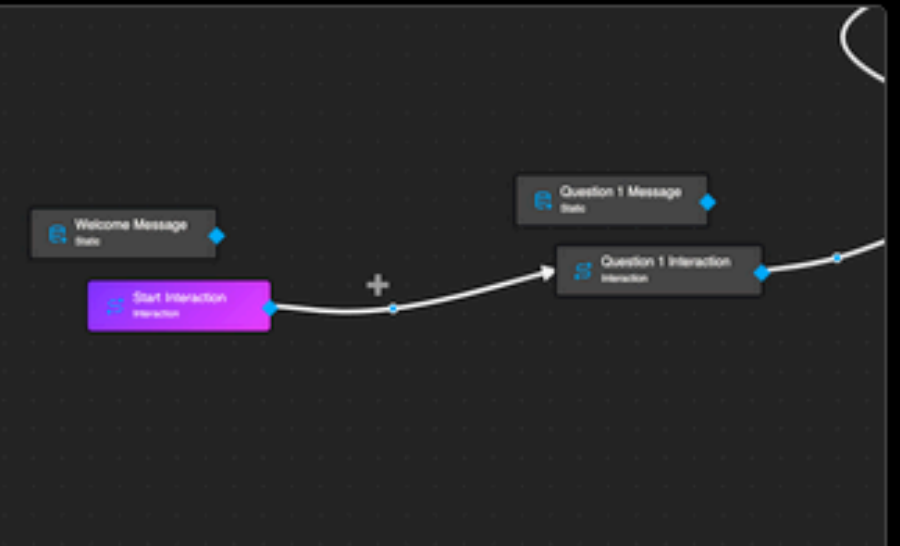 Welcome Message
Static
Start Interaction
Interaction
Question 1 Message
Static
Question 1 Interaction
Interaction